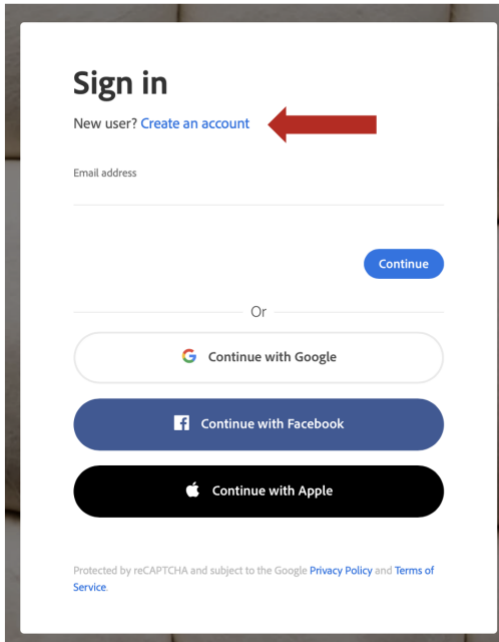 Sign in
New user? Create an account
Email address
Continue
Or
Continue with Google
Continue with Facebook
Continue with Apple
Protected by reCAPTCHA and subject to the Google Privacy Policy and Terms of
Service.